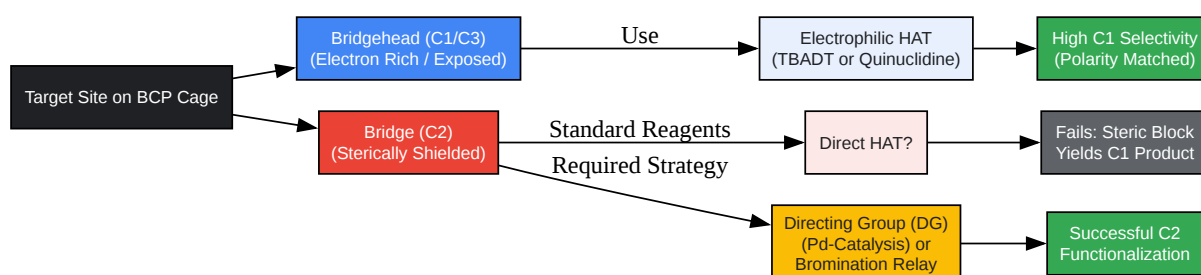 Target Site on BCP Cage
Bridgehead (C1/C3)
(Electron Rich / Exposed)
Use
Electrophilic HAT
(TBADT or Quinuclidine)
High C1 Selectivity
(Polarity Matched)
Bridge (C2)
(Sterically Shielded)
Standard Reagents
Direct HAT?
Fails: Steric Block
Yields C1 Product
Required Strategy
Directing Group (DG)
(Pd-Catalysis) or
Bromination Relay
Successful C2
Functionalization